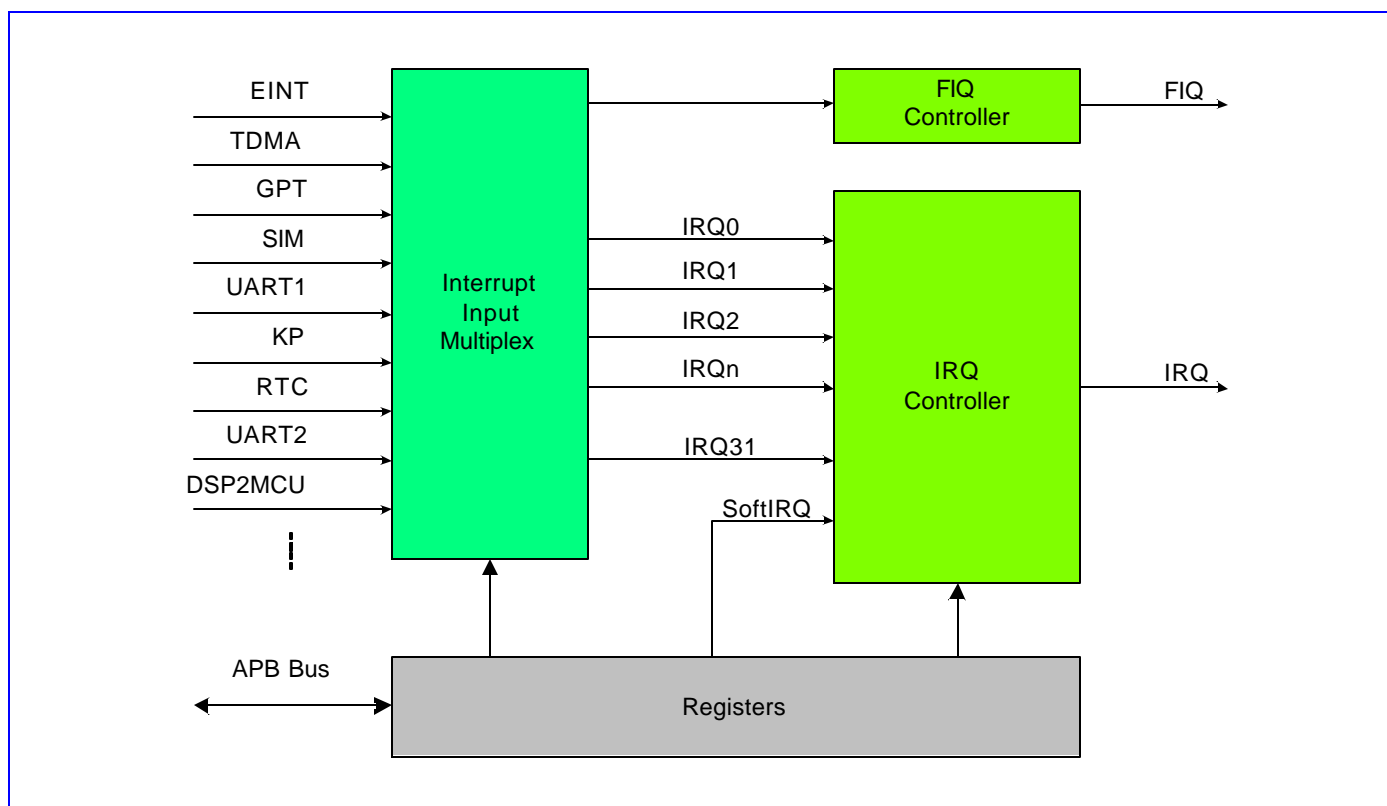 EINT
TDMA
GPT
SIM
UART1
KP
RTC
UART2
DSP2MCU
Interrupt
Input
Multiplex
FIQ
Controller
FIQ
IRQ0
IRQ1
IRQ2
IRQn
IRQ31
SoftIRQ
IRQ
Controller
IRQ
APB Bus
Registers